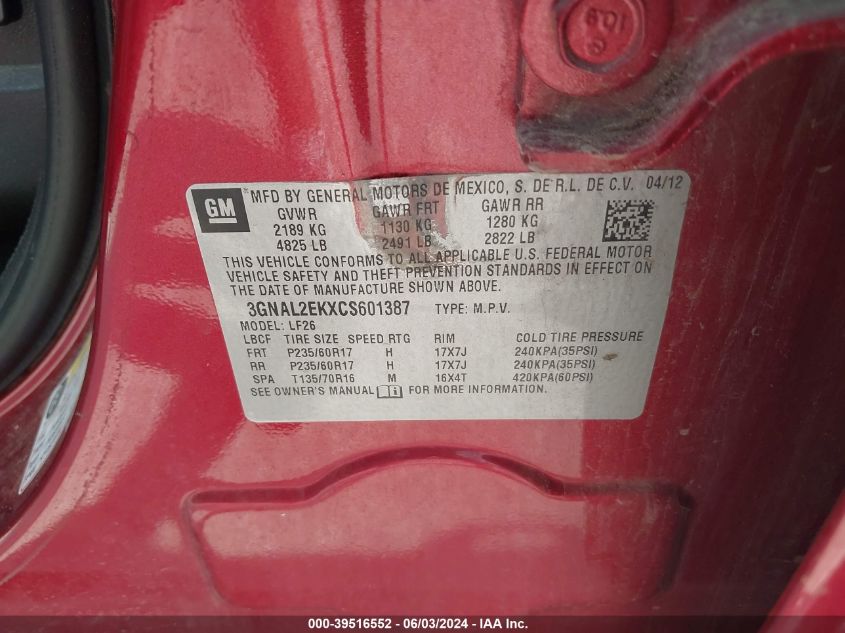 10.9
GM
MFD BY GENERAL MOTORS DE MEXICO, S. DE R.L. DE C.V. 04/12
GVWR GAWR FRT GAWR RR
2189 KG 1130 KG 1280 KG
4825 LB 2491 LB 2822 LB
THIS VEHICLE CONFORMS TO ALL APPLICABLE U.S. FEDERAL MOTOR
VEHICLE SAFETY AND THEFT PREVENTION STANDARDS IN EFFECT ON
THE DATE OF MANUFACTURE SHOWN ABOVE.
3GNAL2EKXCS601387 TYPE: M.P.V.
MODEL: LF26
LBCF TIRE SIZE SPEED RTG RIM COLD TIRE PRESSURE
FRT P235/60R17 H 17X7J 240KPA(35PSI)
RR P235/60R17 H 17X7J 240KPA(35PSI)
SPA T135/70R16 M 16X4T 420KPA(60PSI)
SEE OWNER'S MANUAL FOR MORE INFORMATION.
000-39516552 - 06/03/2024 - IAA Inc.